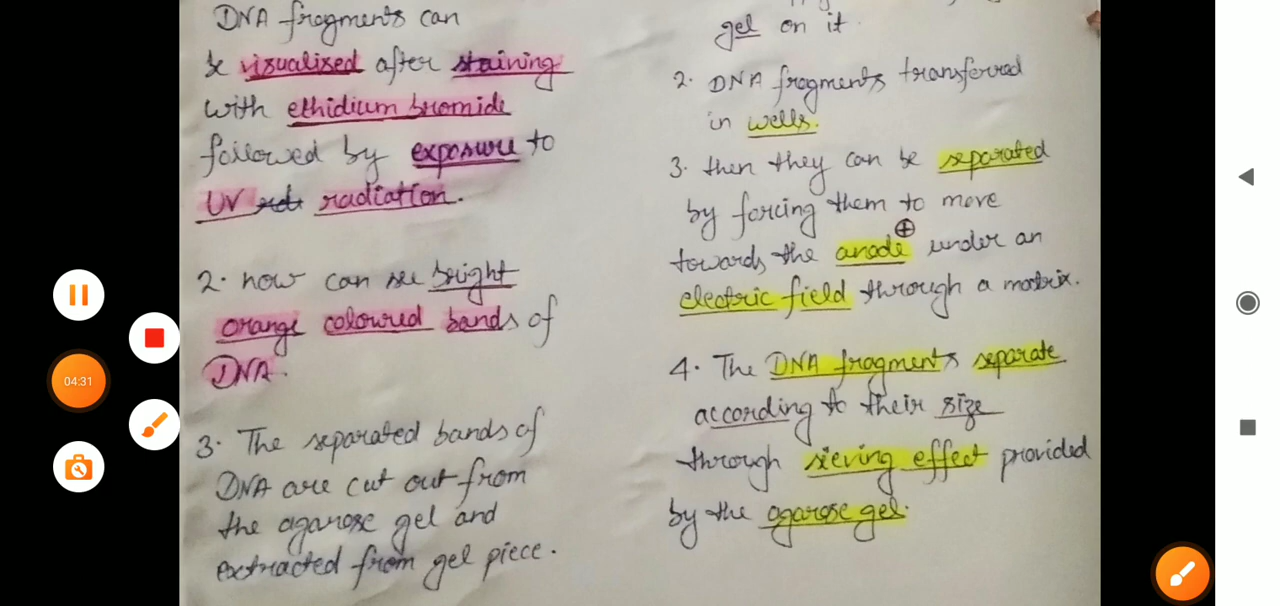 DNA fragments can
be visualised after staining
with ethidium bromide
followed by exposure to
UV radiation.
2. now can see bright
orange coloured bands of
DNA.
3. The separated bands of
DNA are cut out from
the agarose gel and
extracted from gel piece.
gel on it
2. DNA fragments transferred
in wells.
3. then they can be separated
by forcing them to move
towards the anode ⊕ under an
electric field through a matrix.
4. The DNA fragments separate
according to their size
through sieving effect provided
by the agarose gel.
04:31